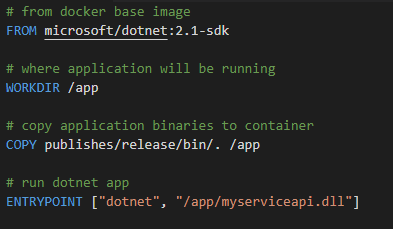 # from docker base image
FROM microsoft/dotnet:2.1-sdk
# where application will be running
WORKDIR /app
# copy application binaries to container
COPY publishes/release/bin/. /app
# run dotnet app
ENTRYPOINT ["dotnet", "/app/myserviceapi.dll"]